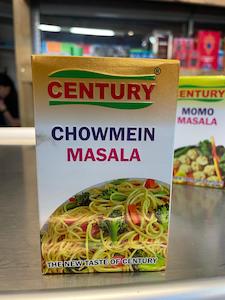 CENTURY®
CHOWMEIN
MASALA
THE NEW TASTE OF CENTURY
CENTURY
MOMO
MASALA